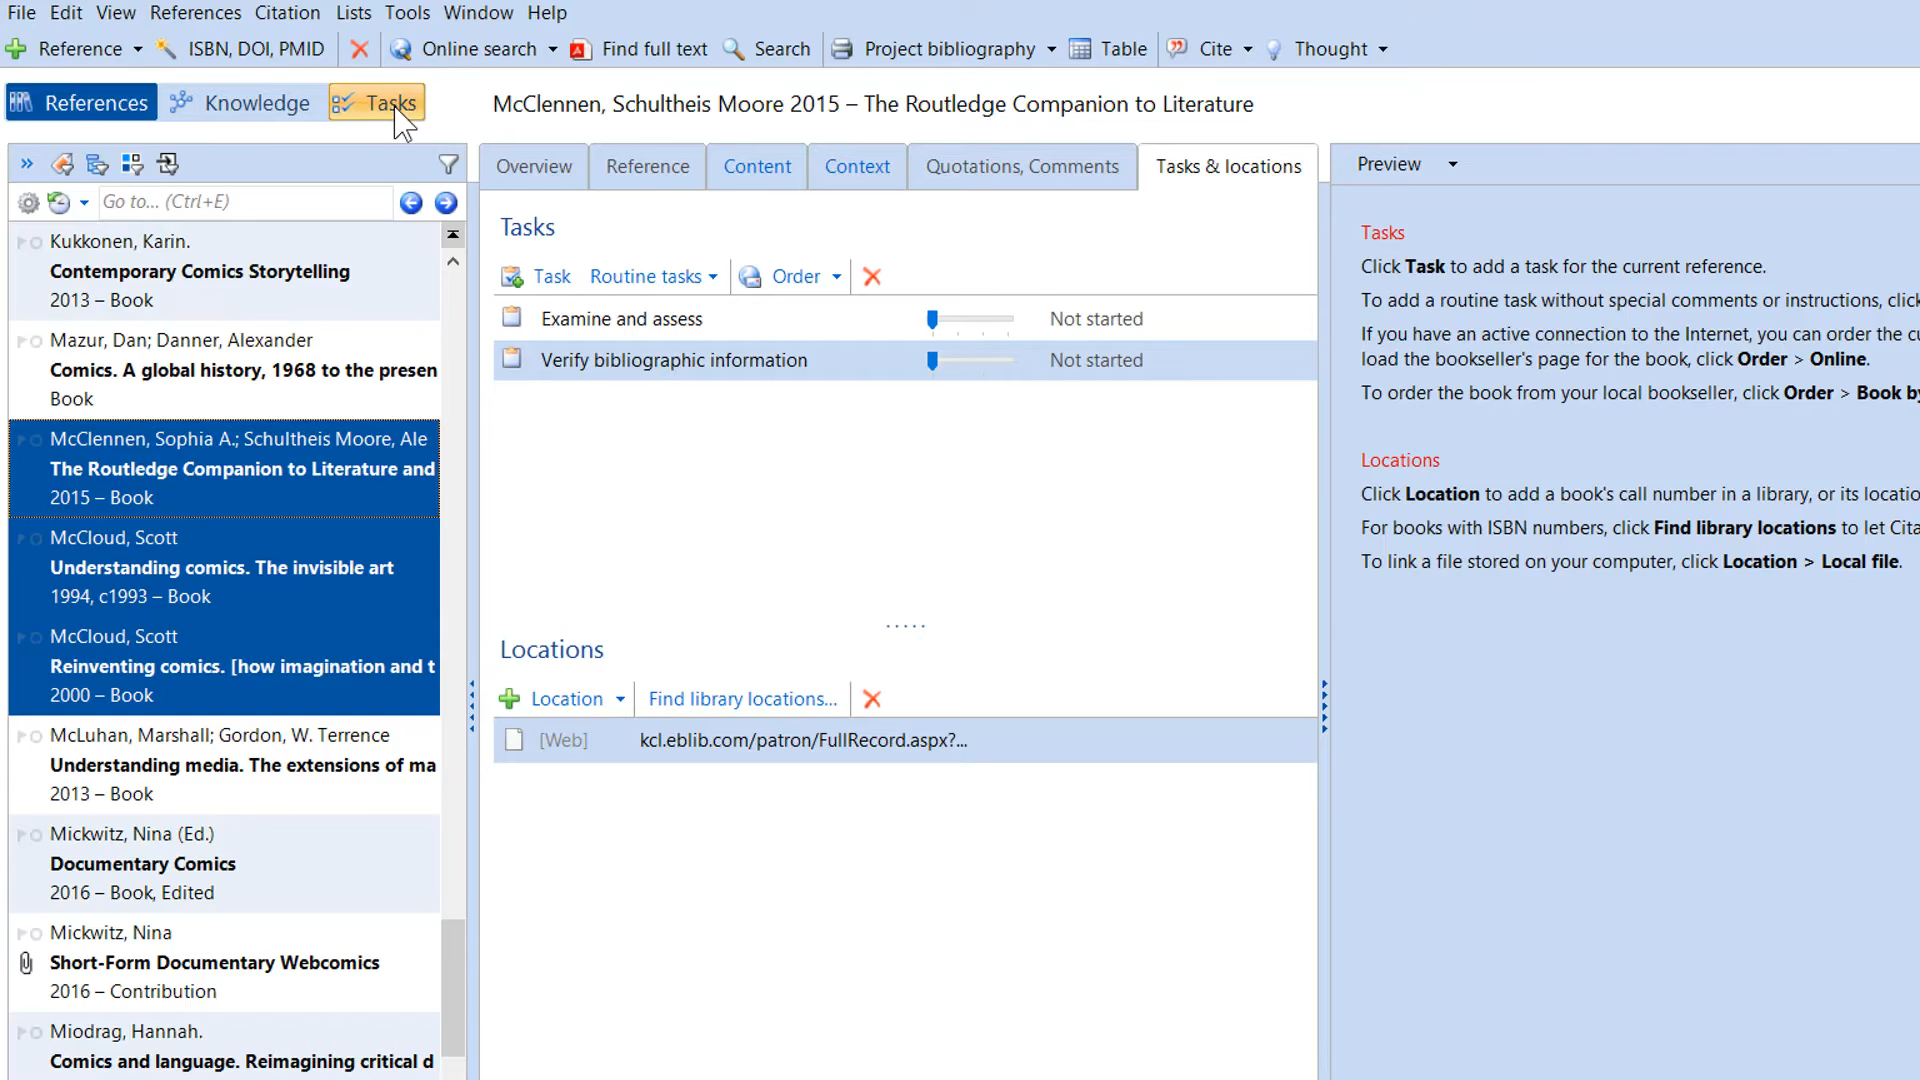 File Edit View References Citation Lists Tools Window Help
Reference ISBN, DOI, PMID Online search Find full text Search Project bibliography Table Cite Thought
References Knowledge Tasks
McClennen, Schultheis Moore 2015 – The Routledge Companion to Literature
Go to... (Ctrl+E)
Kukkonen, Karin.
Contemporary Comics Storytelling
2013 – Book
Mazur, Dan; Danner, Alexander
Comics. A global history, 1968 to the presen
Book
McClennen, Sophia A.; Schultheis Moore, Ale
The Routledge Companion to Literature and
2015 – Book
McCloud, Scott
Understanding comics. The invisible art
1994, c1993 – Book
McCloud, Scott
Reinventing comics. [how imagination and t
2000 – Book
McLuhan, Marshall; Gordon, W. Terrence
Understanding media. The extensions of ma
2013 – Book
Mickwitz, Nina (Ed.)
Documentary Comics
2016 – Book, Edited
Mickwitz, Nina
Short-Form Documentary Webcomics
2016 – Contribution
Miodrag, Hannah.
Comics and language. Reimagining critical d
Overview Reference Content Context Quotations, Comments Tasks & locations
Tasks
Task Routine tasks Order
Examine and assess Not started
Verify bibliographic information Not started
Locations
Location Find library locations...
[Web] kcl.eblib.com/patron/FullRecord.aspx?...
Preview
Tasks
Click Task to add a task for the current reference.
To add a routine task without special comments or instructions, click
If you have an active connection to the Internet, you can order the cu
load the bookseller's page for the book, click Order > Online.
To order the book from your local bookseller, click Order > Book by
Locations
Click Location to add a book's call number in a library, or its locatio
For books with ISBN numbers, click Find library locations to let Cita
To link a file stored on your computer, click Location > Local file.